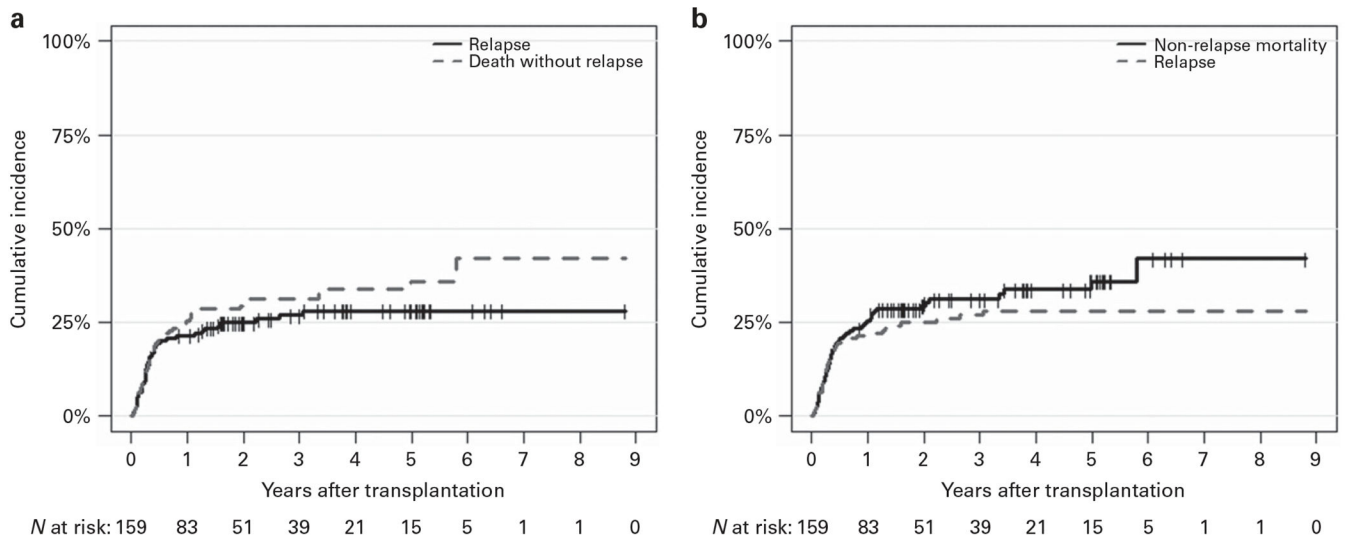 a
100%
75%
50%
25%
0%
Cumulative incidence
Relapse
Death without relapse
0 1 2 3 4 5 6 7 8 9
Years after transplantation
N at risk: 159 83 51 39 21 15 5 1 1 0
b
100%
75%
50%
25%
0%
Cumulative incidence
Non-relapse mortality
Relapse
0 1 2 3 4 5 6 7 8 9
Years after transplantation
N at risk: 159 83 51 39 21 15 5 1 1 0